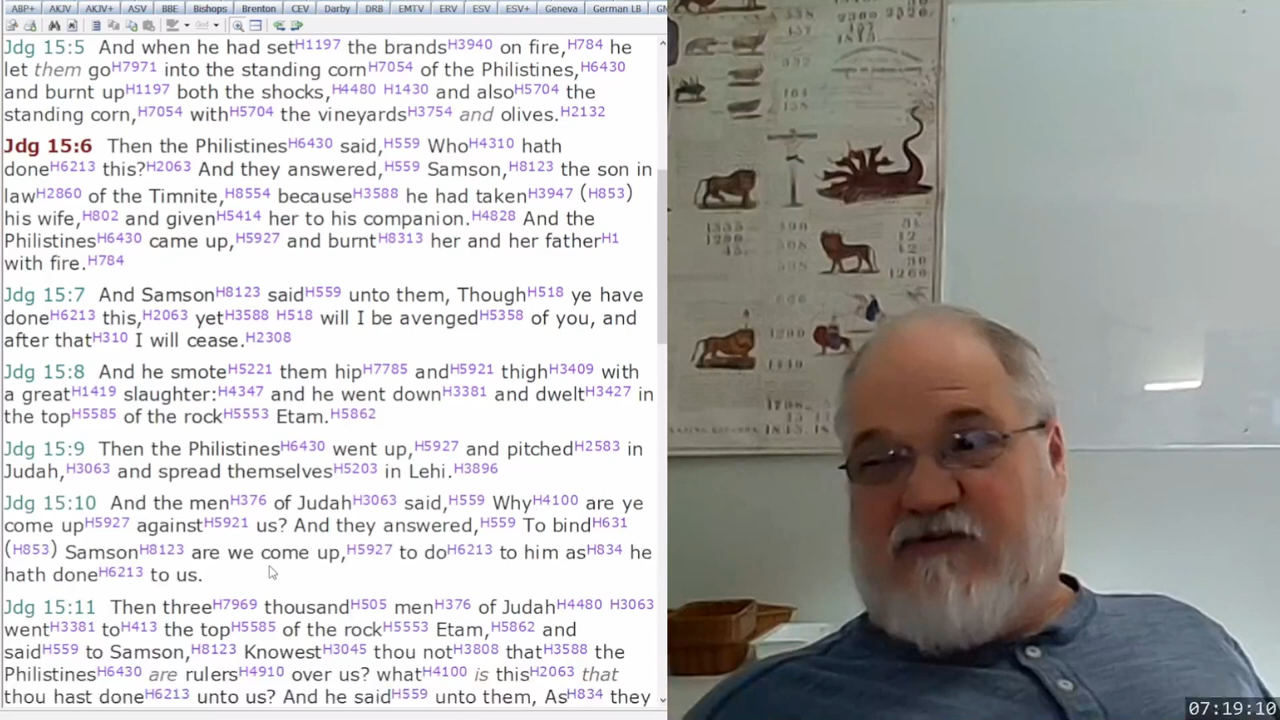 ABP+ AKJV AKJV+ ASV BBE Bishops Brenton CEV Darby DRB EMTV ERV ESV ESV+ Geneva German LB GN
Jdg 15:5 And when he had setH1197 the brandsH3940 on fire,H784 he
let them goH7971 into the standing cornH7054 of the Philistines,H6430
and burnt upH1197 both the shocks,H4480 H1430 and alsoH5704 the
standing corn,H7054 withH5704 the vineyardsH3754 and olives.H2132
Jdg 15:6 Then the PhilistinesH6430 said,H559 WhoH4310 hath
doneH6213 this?H2063 And they answered,H559 Samson,H8123 the son in
lawH2860 of the Timnite,H8554 becauseH3588 he had takenH3947 (H853)
his wife,H802 and givenH5414 her to his companion.H4828 And the
PhilistinesH6430 came up,H5927 and burntH8313 her and her fatherH1
with fire.H784
Jdg 15:7 And SamsonH8123 saidH559 unto them, ThoughH518 ye have
doneH6213 this,H2063 yetH3588 H518 will I be avengedH5358 of you, and
after thatH310 I will cease.H2308
Jdg 15:8 And he smoteH5221 them hipH7785 andH5921 thighH3409 with
a greatH1419 slaughter:H4347 and he went downH3381 and dweltH3427 in
the topH5585 of the rockH5553 Etam.H5862
Jdg 15:9 Then the PhilistinesH6430 went up,H5927 and pitchedH2583 in
Judah,H3063 and spread themselvesH5203 in Lehi.H3896
Jdg 15:10 And the menH376 of JudahH3063 said,H559 WhyH4100 are ye
come upH5927 againstH5921 us? And they answered,H559 To bindH631
(H853) SamsonH8123 are we come up,H5927 to doH6213 to him asH834 he
hath doneH6213 to us.
Jdg 15:11 Then threeH7969 thousandH505 menH376 of JudahH4480 H3063
wentH3381 toH413 the topH5585 of the rockH5553 Etam,H5862 and
saidH559 to Samson,H8123 KnowestH3045 thou notH3808 thatH3588 the
PhilistinesH6430 are rulersH4910 over us? whatH4100 is thisH2063 that
thou hast doneH6213 unto us? And he saidH559 unto them, AsH834 they
07:19:10